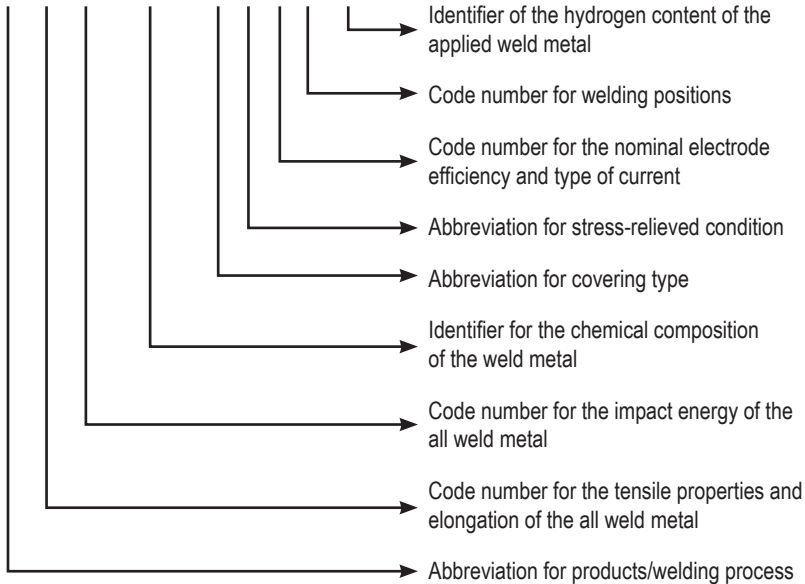 Identifier of the hydrogen content of the
applied weld metal
Code number for welding positions
Code number for the nominal electrode
efficiency and type of current
Abbreviation for stress-relieved condition
Abbreviation for covering type
Identifier for the chemical composition
of the weld metal
Code number for the impact energy of the
all weld metal
Code number for the tensile properties and
elongation of the all weld metal
Abbreviation for products/welding process